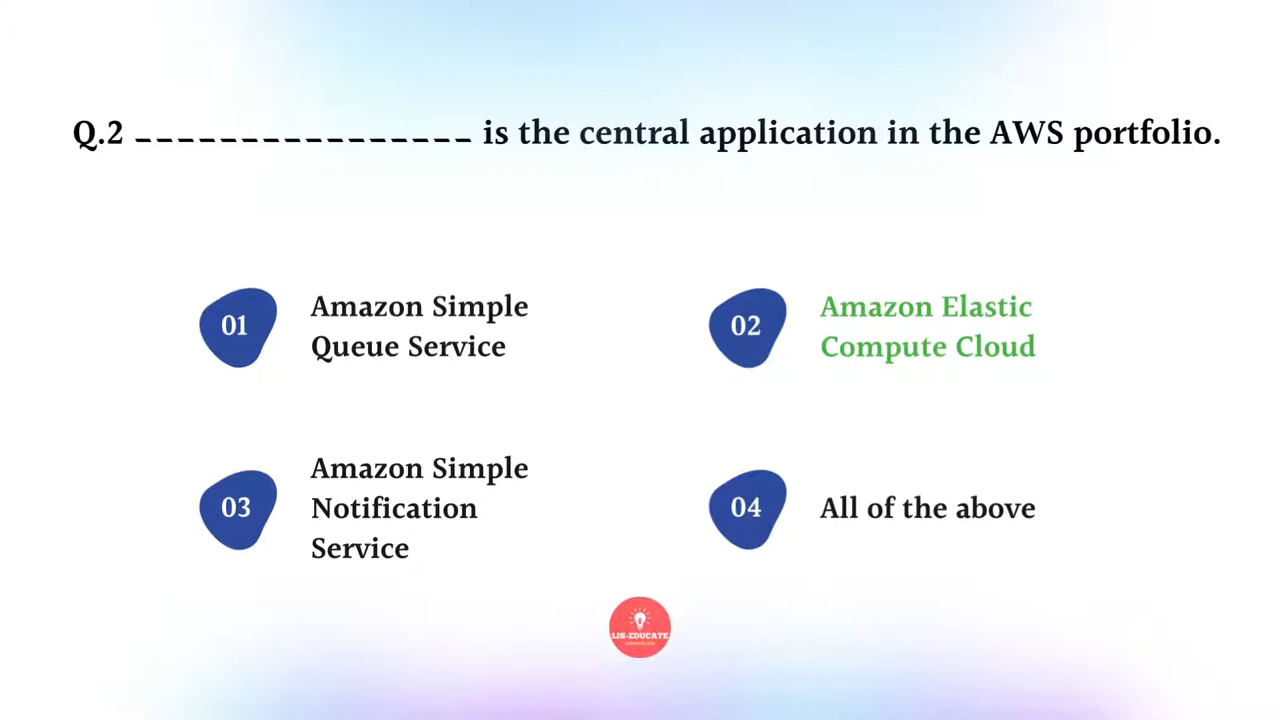 Q.2 ________________ is the central application in the AWS portfolio.
01
Amazon Simple
Queue Service
02
Amazon Elastic
Compute Cloud
03
Amazon Simple
Notification
Service
04
All of the above
LIS-EDUCATE